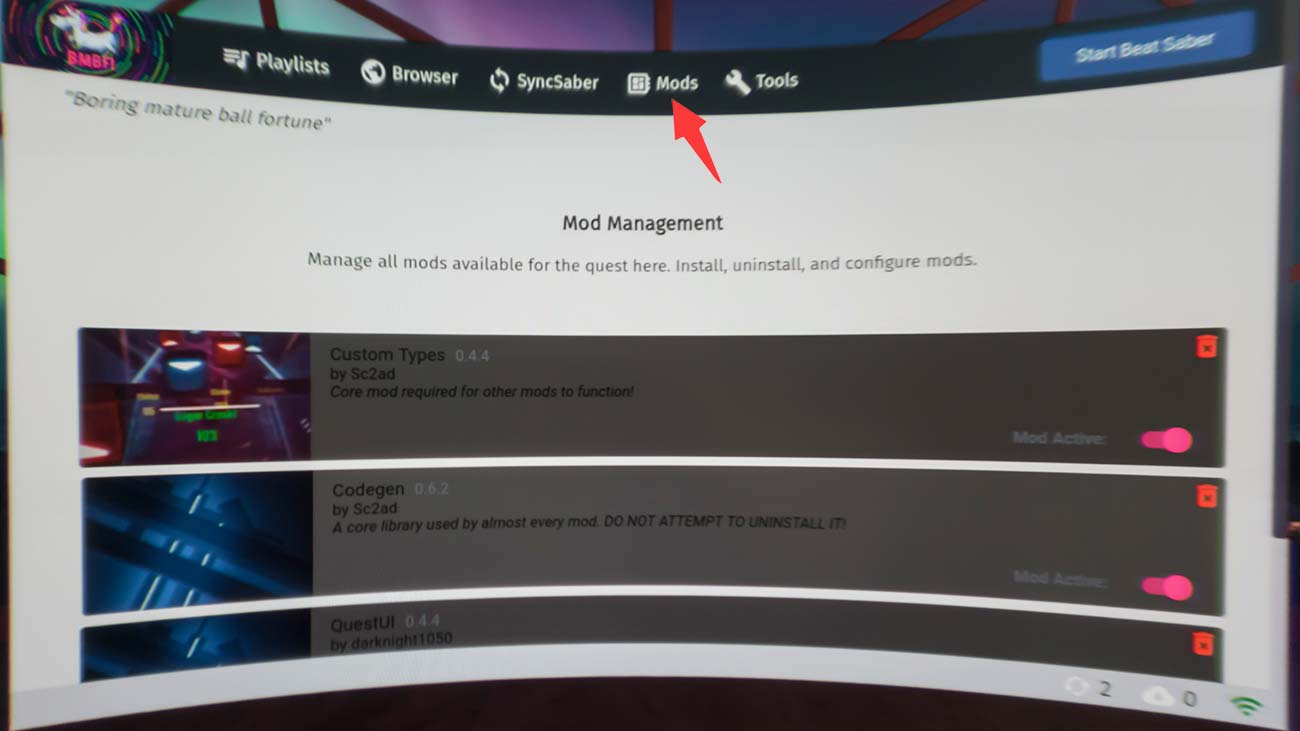 BMBF!
Playlists
Browser
SyncSaber
Mods
Tools
Start Beat Saber
"Boring mature ball fortune"
Mod Management
Manage all mods available for the quest here. Install, uninstall, and configure mods.
Custom Types 0.4.4
by Sc2ad
Core mod required for other mods to function!
103
Mod Active:
Codegen 0.6.2
by Sc2ad
A core library used by almost every mod. DO NOT ATTEMPT TO UNINSTALL IT!
Mod Active:
QuestUI 0.4.4
by darknight1050
2
0